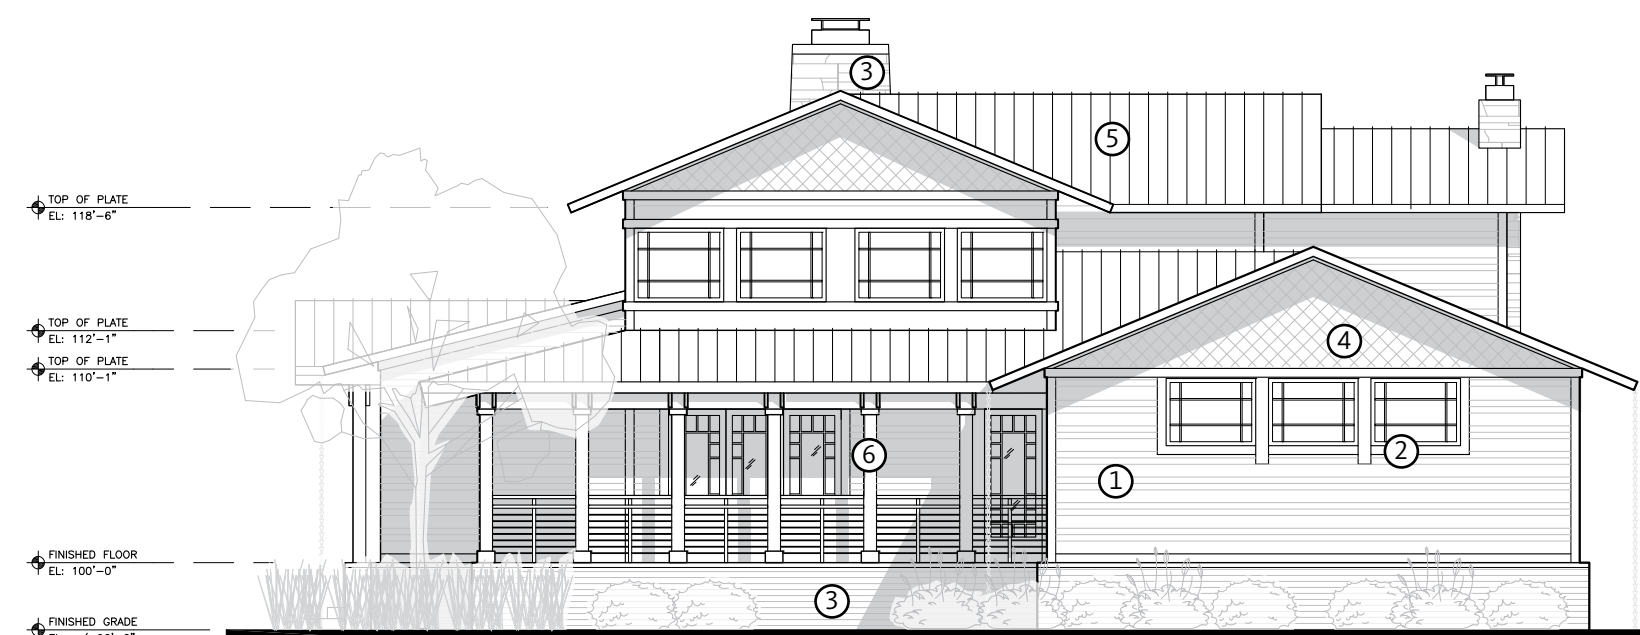 3
5
TOP OF PLATE
EL: 118'-6"
TOP OF PLATE
EL: 112'-1"
4
TOP OF PLATE
EL: 110'-1"
2
6
1
FINISHED FLOOR
EL: 100'-0"
3
FINISHED GRADE